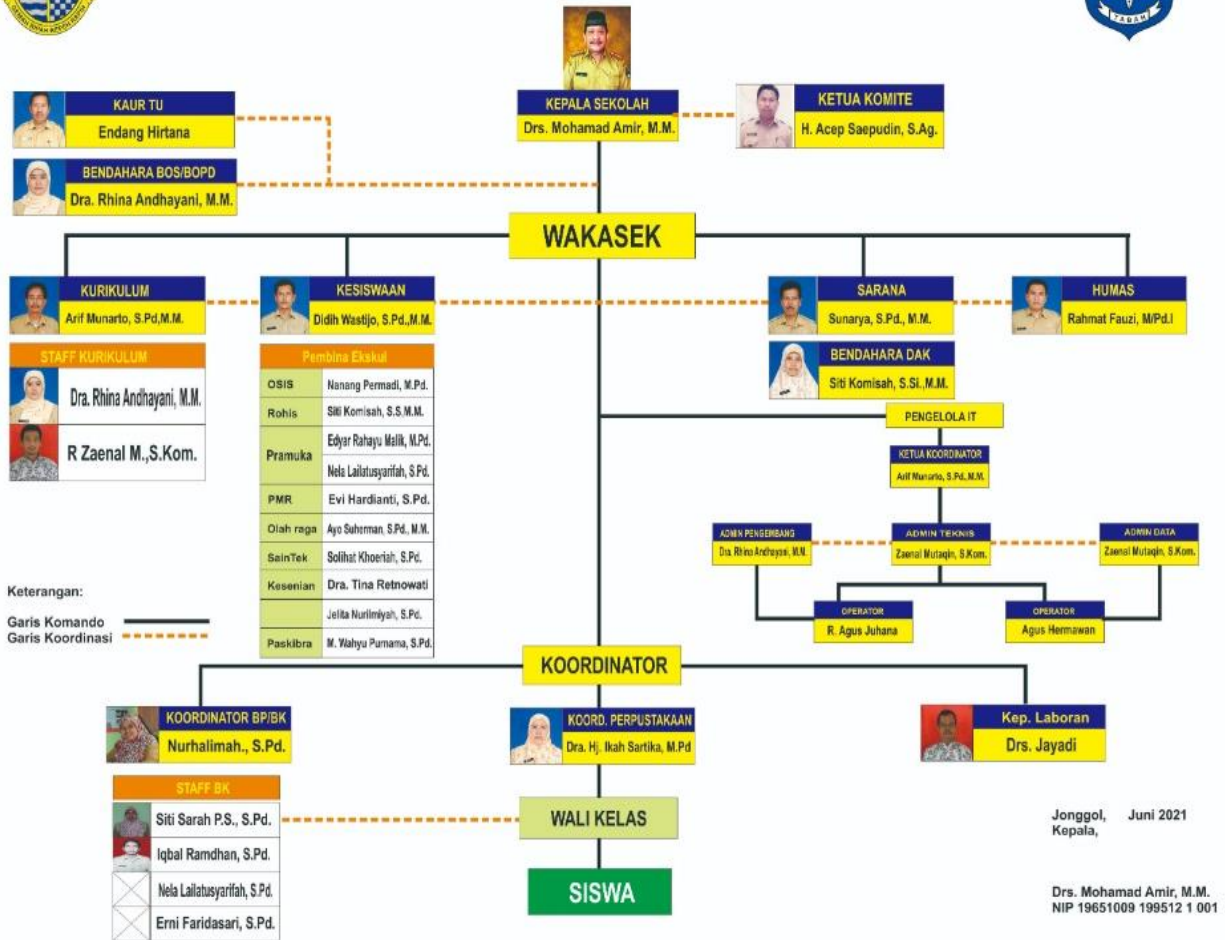 TABAH
KEPALA SEKOLAH
Drs. Mohamad Amir, M.M.
KETUA KOMITE
H. Acep Saepudin, S.Ag.
KAUR TU
Endang Hirtana
BENDAHARA BOS/BOPD
Dra. Rhina Andhayani, M.M.
WAKASEK
KURIKULUM
Arif Munarto, S.Pd,M.M.
KESISWAAN
Didih Wastijo, S.Pd.,M.M.
SARANA
Sunarya, S.Pd., M.M.
HUMAS
Rahmat Fauzi, M/Pd.I
BENDAHARA DAK
Siti Komisah, S.Si.,M.M.
STAFF KURIKULUM
Dra. Rhina Andhayani, M.M.
R Zaenal M.,S.Kom.
Pembina Ekskul
OSIS Nanang Permadi, M.Pd.
Rohis Siti Komisah, S.S,M.M.
Pramuka Edyar Rahayu Malik, M.Pd.
Nela Lailatusyarifah, S.Pd.
PMR Evi Hardianti, S.Pd.
Olah raga Ayo Suherman, S.Pd., M.M.
SainTek Solihat Khoeriah, S.Pd.
Kesenian Dra. Tina Retnowati
Jelita Nurilmiyah, S.Pd.
Paskibra M. Wahyu Purnama, S.Pd.
PENGELOLA IT
KETUA KOORDINATOR
Arif Munarto, S.Pd.,M.M.
ADMIN PENGEMBANG
Dra. Rhina Andhayani, M.M.
ADMIN TEKNIS
Zaenal Mutaqin, S.Kom.
ADMIN DATA
Zaenal Mutaqin, S.Kom.
OPERATOR
R. Agus Juhana
OPERATOR
Agus Hermawan
Keterangan:
Garis Komando
Garis Koordinasi
KOORDINATOR
KOORDINATOR BP/BK
Nurhalimah., S.Pd.
KOORD. PERPUSTAKAAN
Dra. Hj. Ikah Sartika, M.Pd
Kep. Laboran
Drs. Jayadi
STAFF BK
Siti Sarah P.S., S.Pd.
Iqbal Ramdhan, S.Pd.
Nela Lailatusyarifah, S.Pd.
Erni Faridasari, S.Pd.
WALI KELAS
SISWA
Jonggol, Juni 2021
Kepala,
Drs. Mohamad Amir, M.M.
NIP 19651009 199512 1 001